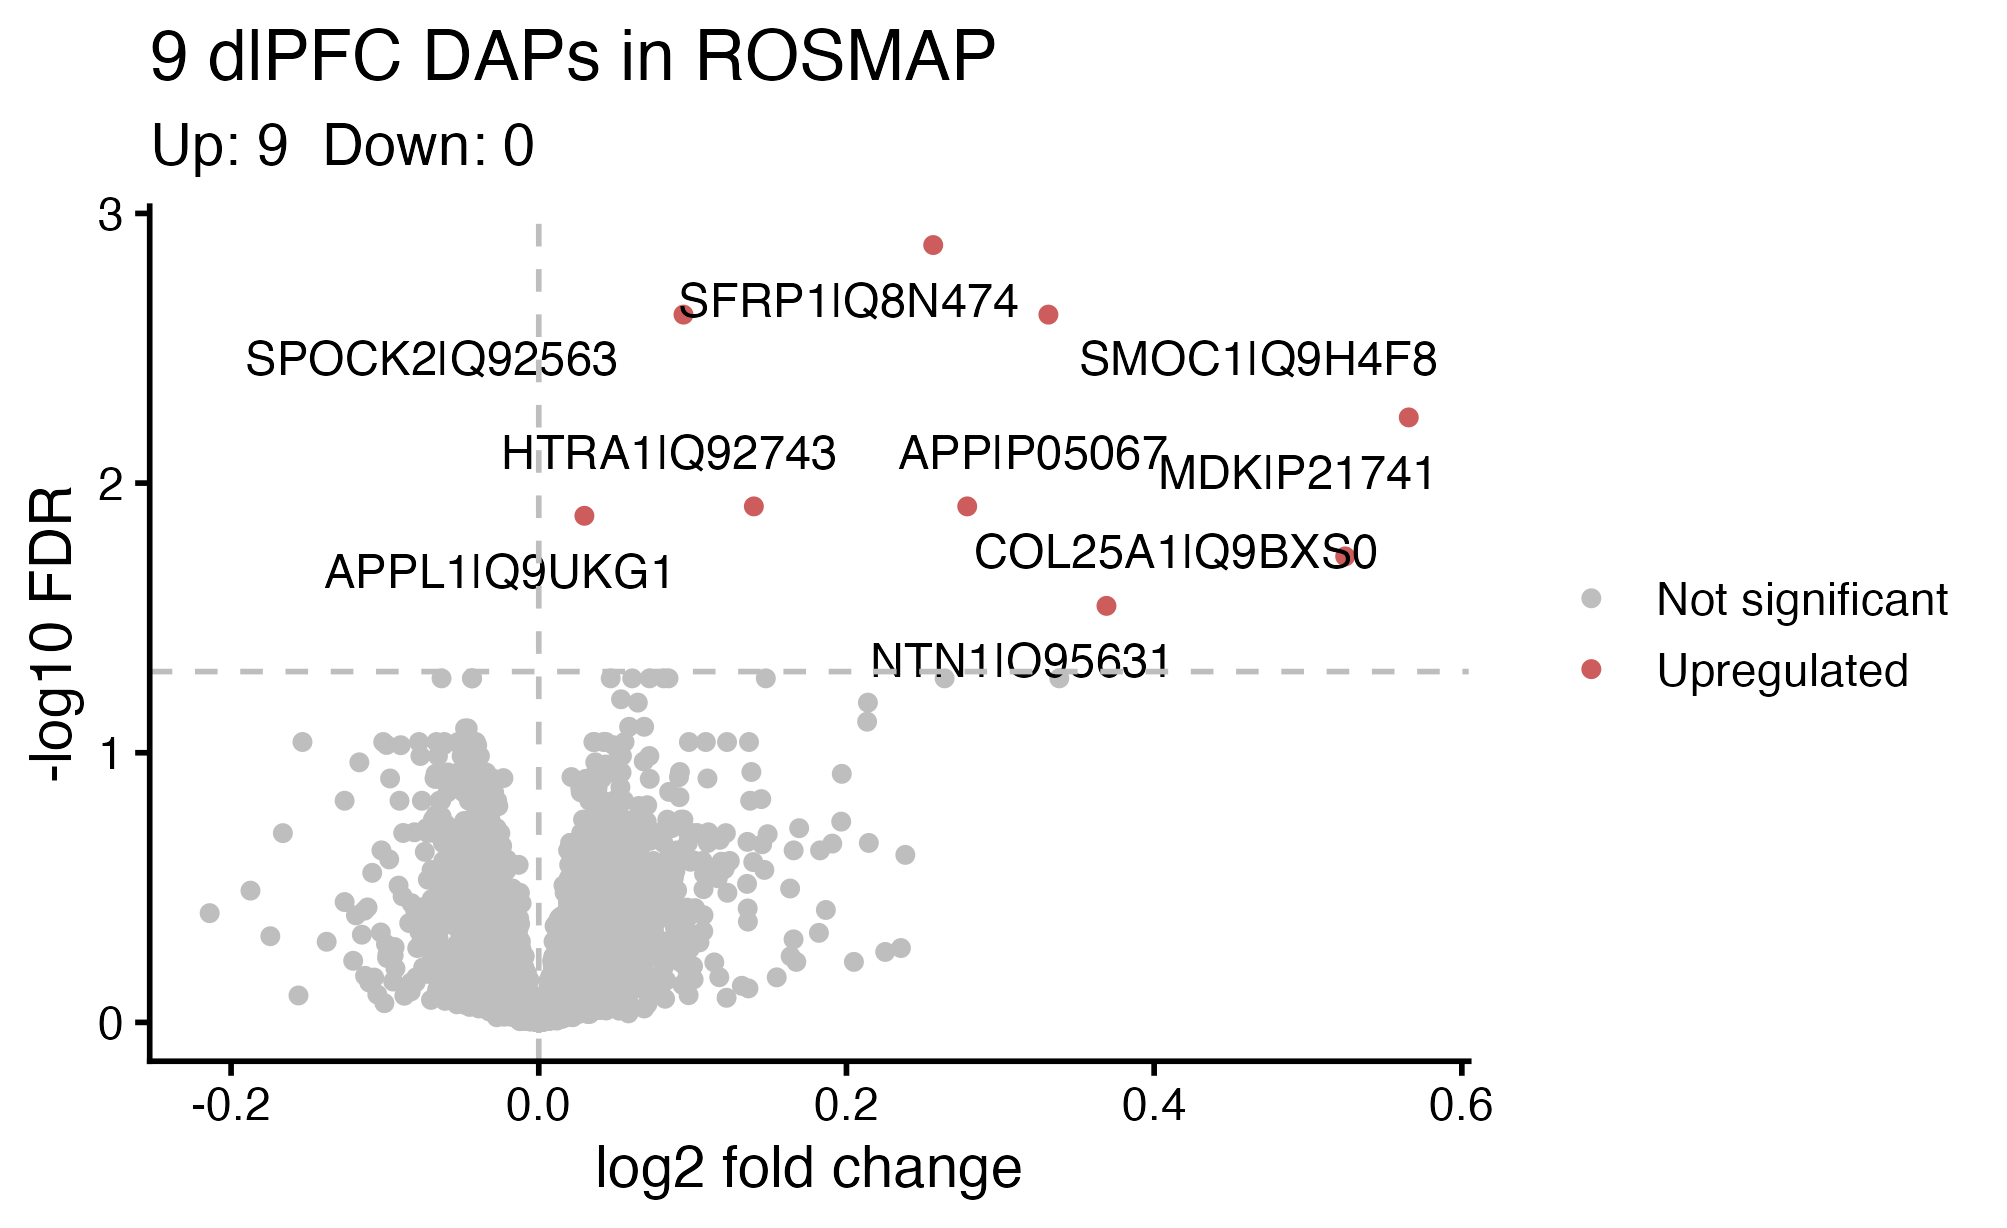 9 dlPFC DAPs in ROSMAP
Up: 9  Down: 0
3
SFRP1|Q8N474
SPOCK2|Q92563
SMOC1|Q9H4F8
HTRA1|Q92743
APP|P05067
MDK|P21741
2
COL25A1|Q9BXS0
APPL1|Q9UKG1
Not significant
NTN1|O95631
Upregulated
1
0
-log10 FDR
-0.2 0.0 0.2 0.4 0.6
log2 fold change